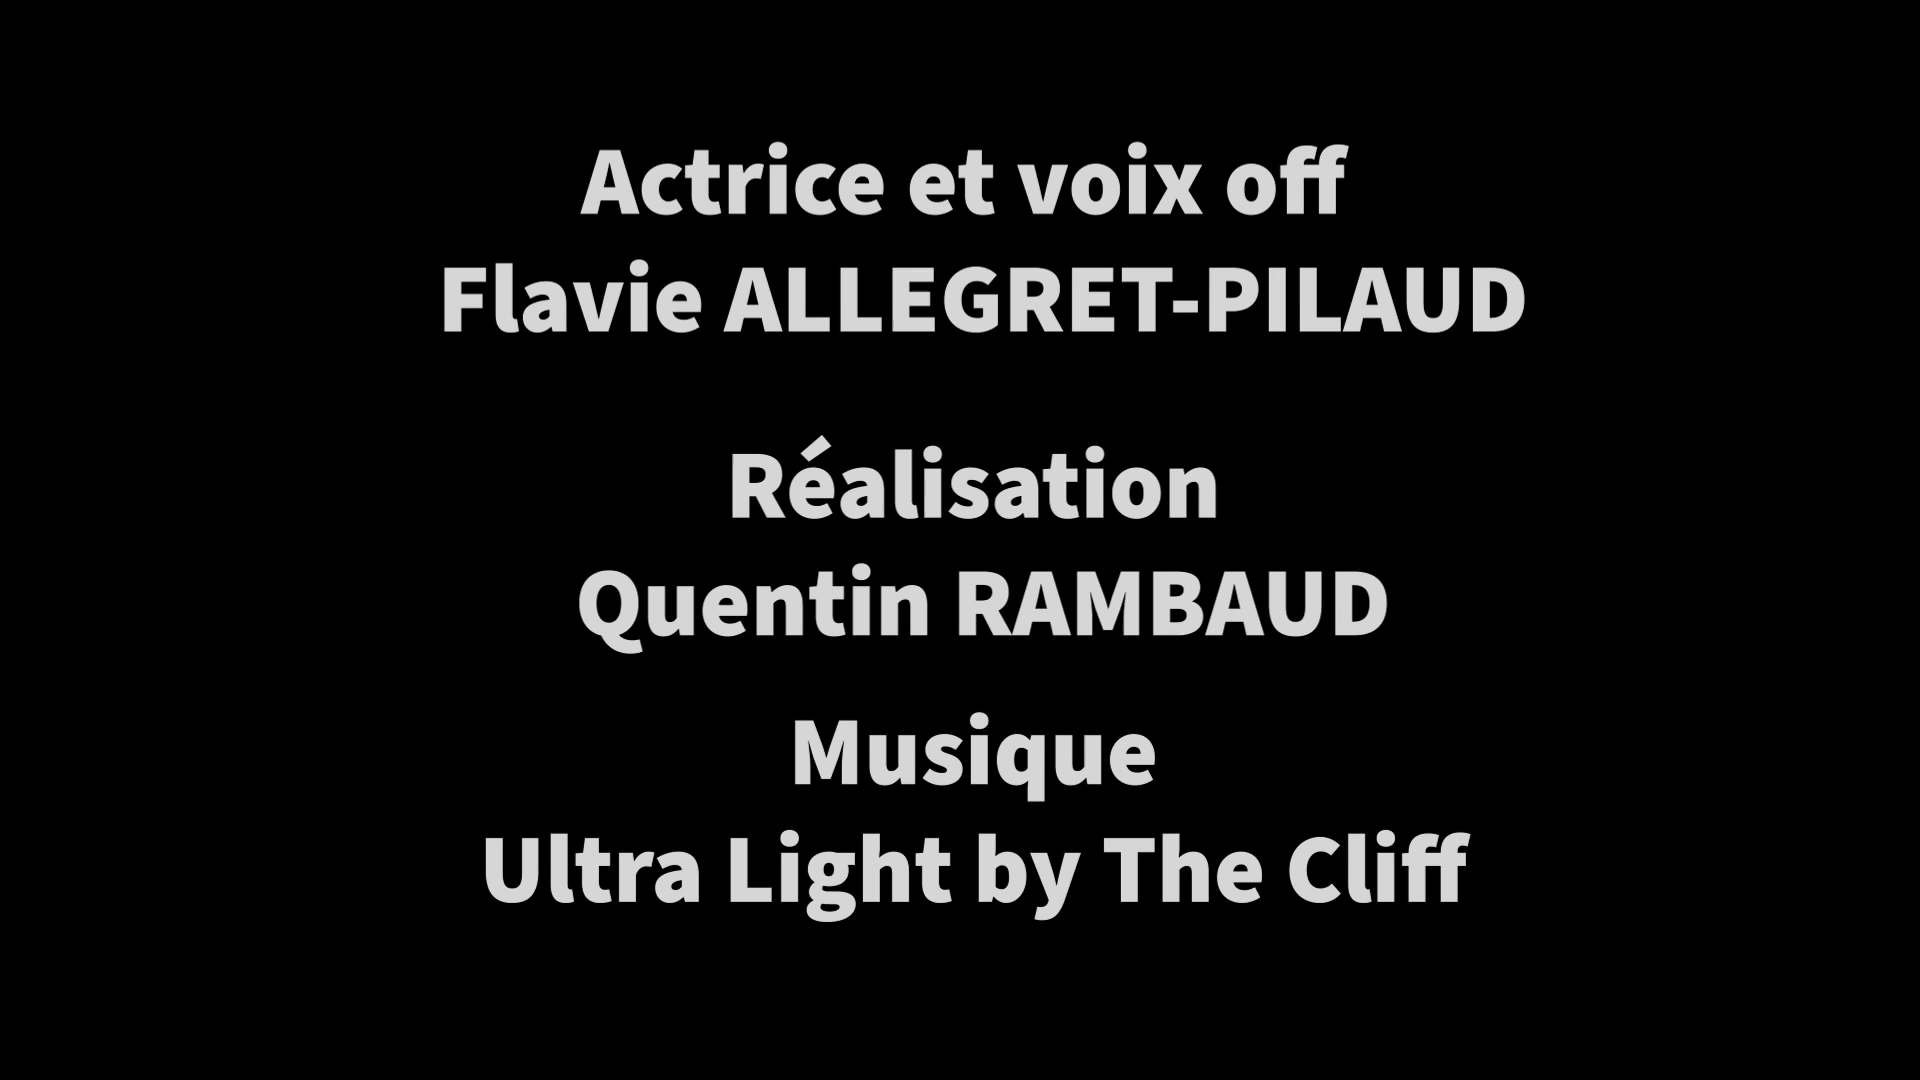 Actrice et voix off
Flavie ALLEGRET-PILAUD
Réalisation
Quentin RAMBAUD
Musique
Ultra Light by The Cliff